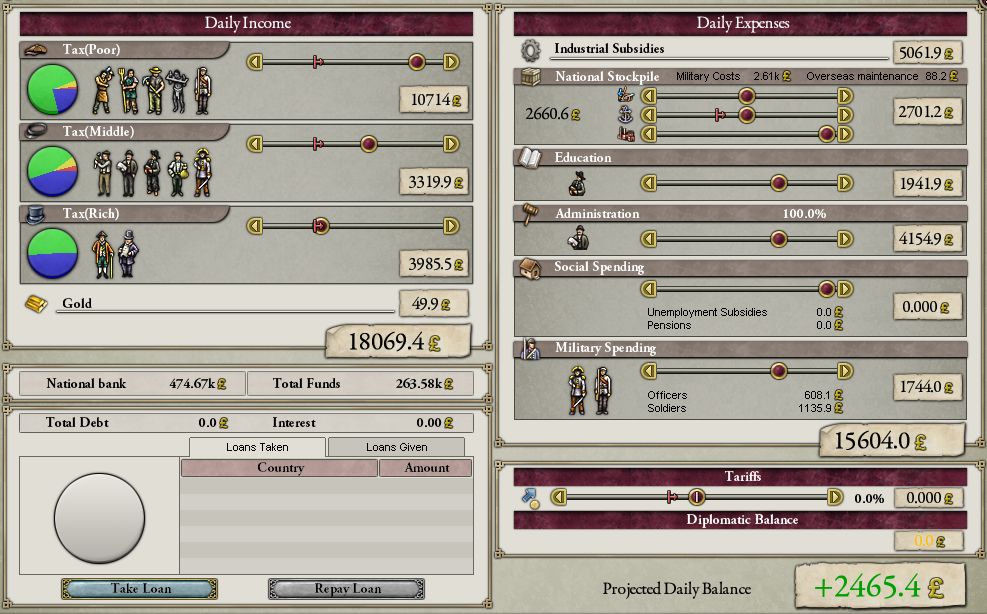 Daily Income
Tax(Poor)
10714£
Tax(Middle)
3319.9£
Tax(Rich)
3985.5£
Gold
49.9£
18069.4£
National bank 474.67k£ Total Funds 263.58k£
Total Debt 0.0£ Interest 0.00£
Loans Taken Loans Given
Country Amount
Take Loan Repay Loan
Daily Expenses
Industrial Subsidies 5061.9£
National Stockpile Military Costs 2.61k£ Overseas maintenance 88.2£
2660.6£ 2701.2£
Education
1941.9£
Administration 100.0%
4154.9£
Social Spending
0.000£
Unemployment Subsidies 0.0£
Pensions 0.0£
Military Spending
1744.0£
Officers 608.1£
Soldiers 1135.9£
15604.0£
Tariffs
0.0% 0.000£
Diplomatic Balance
0.0£
Projected Daily Balance +2465.4£